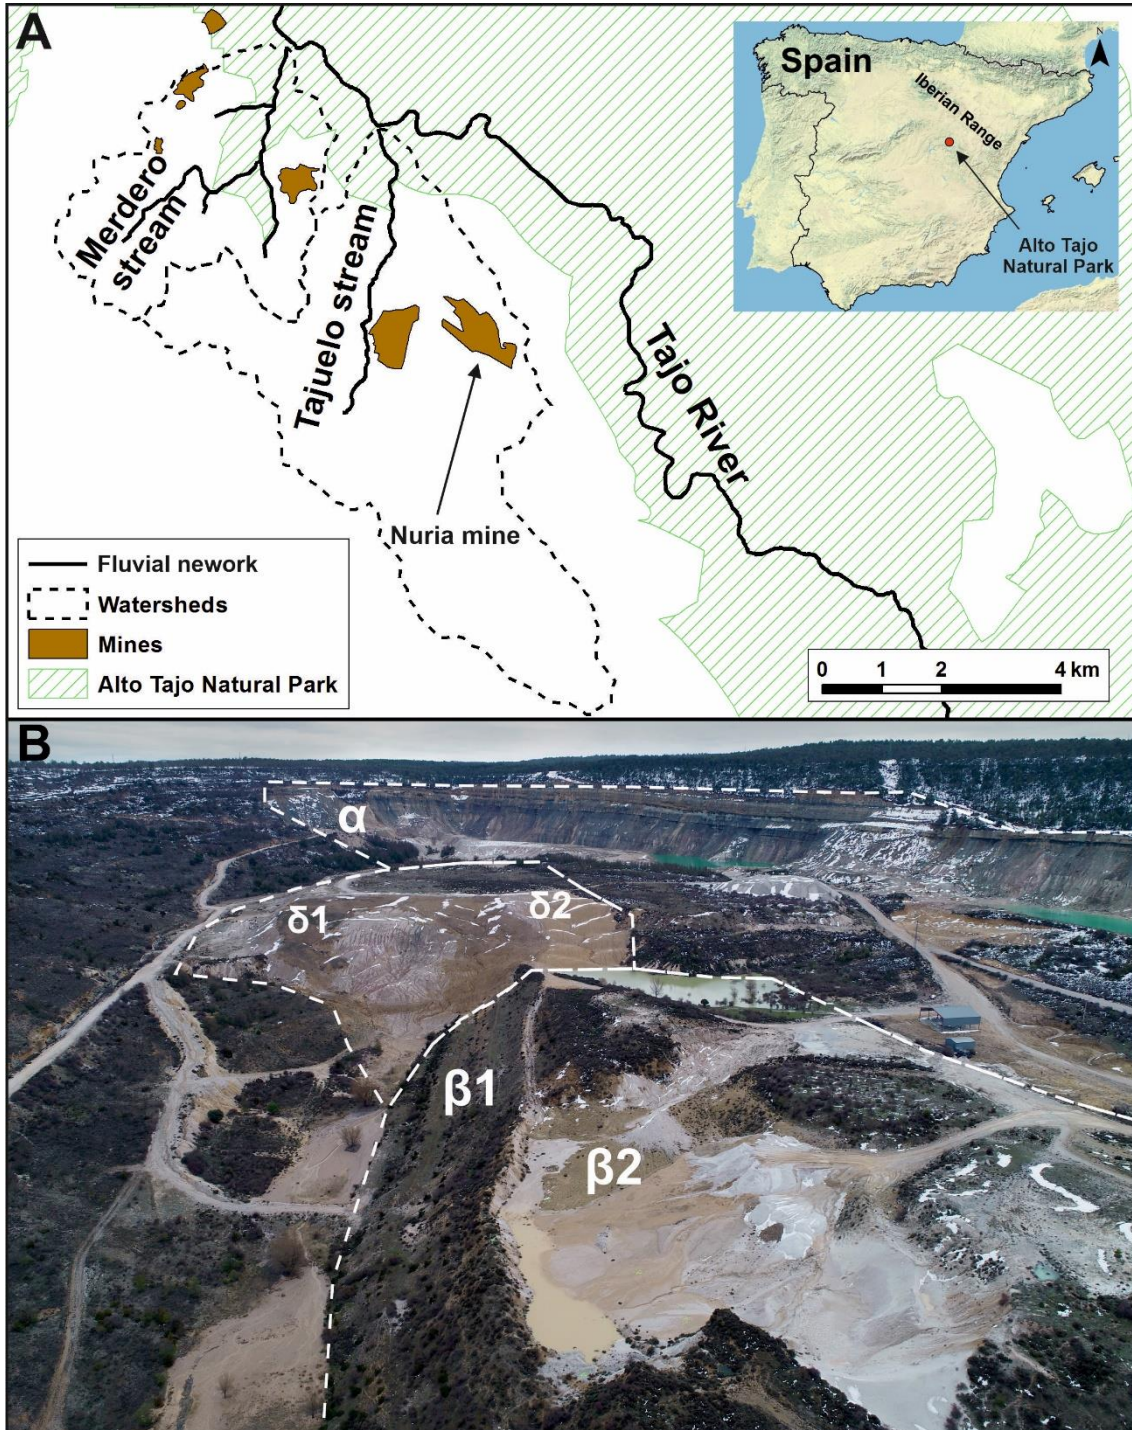 A
Spain
N
Iberian Range
Alto Tajo
Natural Park
Merdero
stream
Tajuelo stream
Tajo River
Nuria mine
Fluvial nework
Watersheds
Mines
Alto Tajo Natural Park
0 1 2 4 km
B
α
δ1
δ2
β1
β2